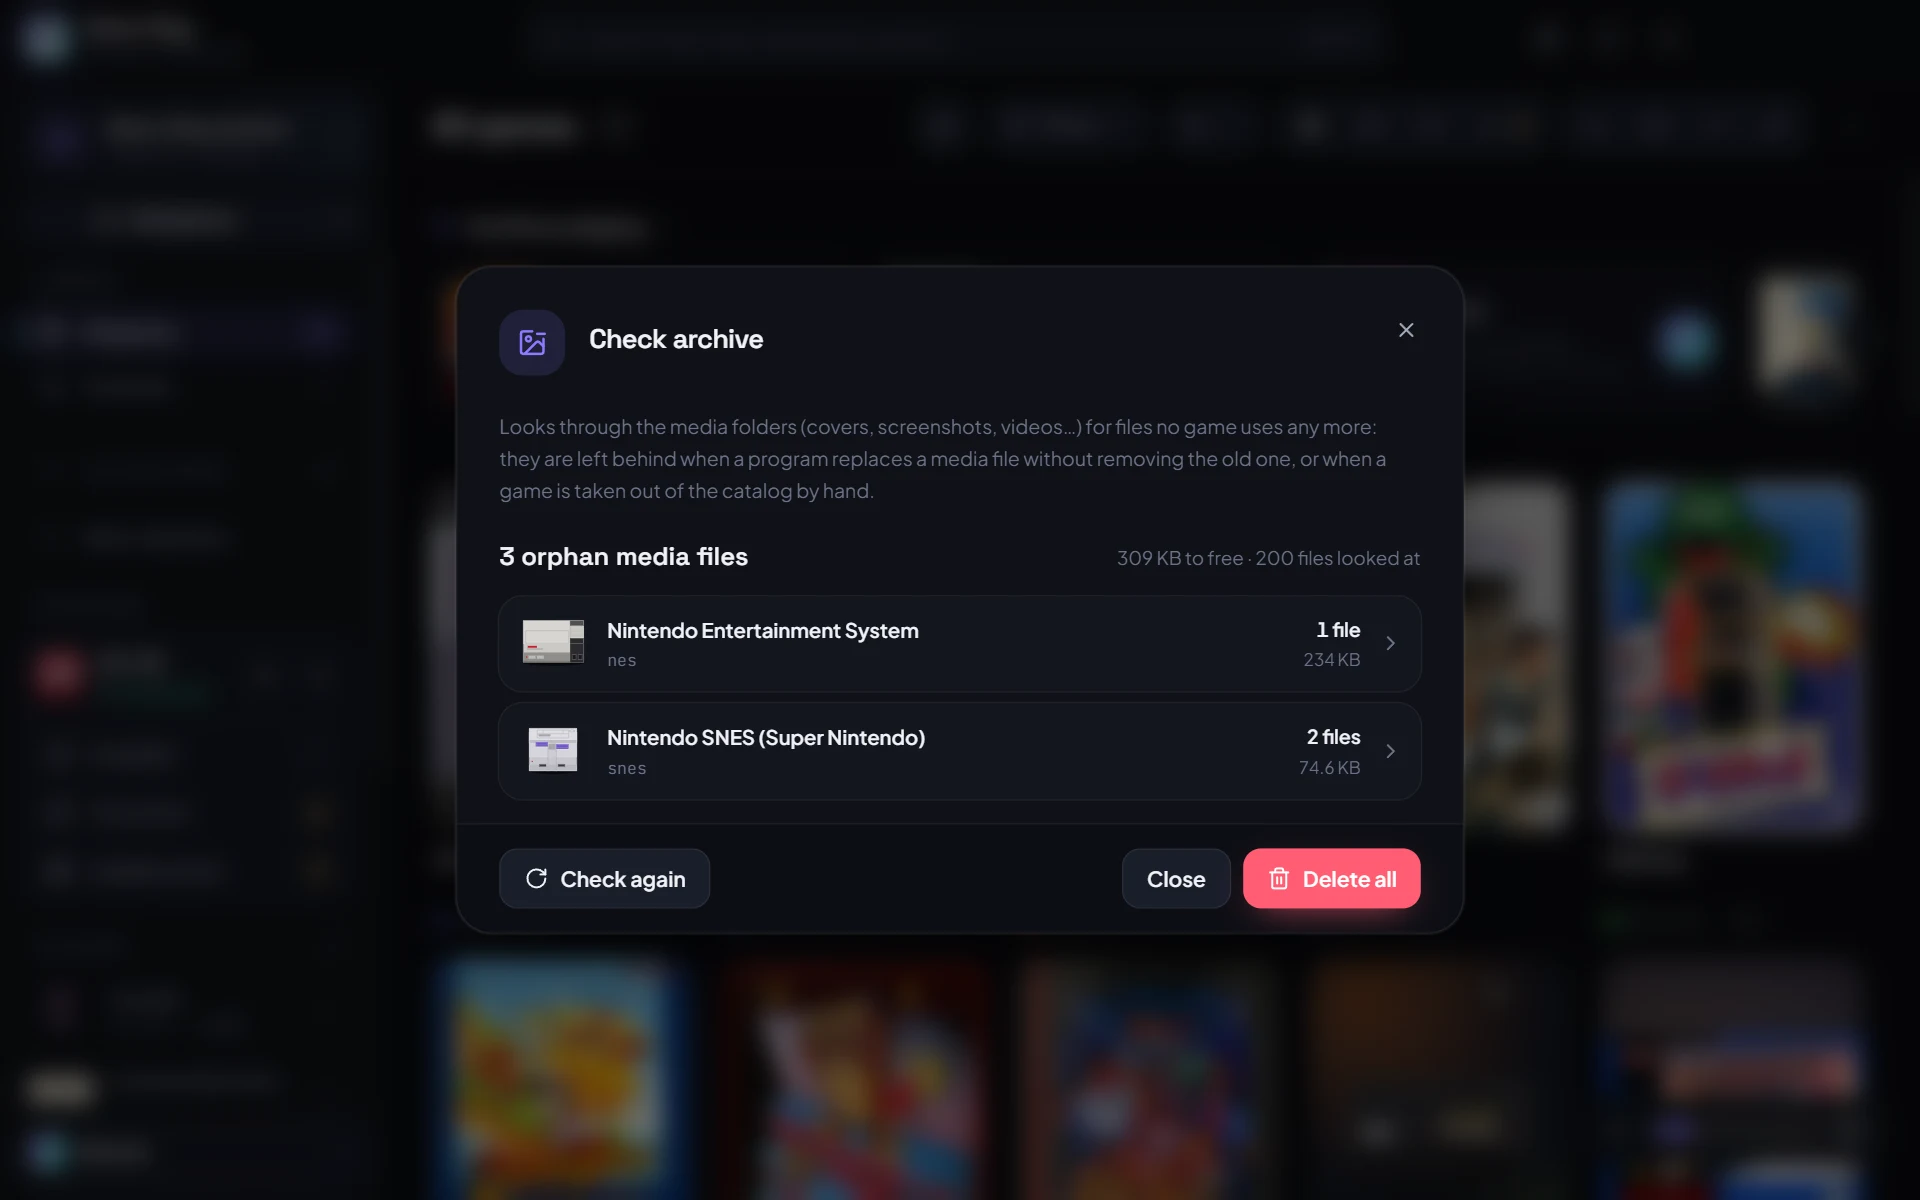 Check archive
Looks through the media folders (covers, screenshots, videos…) for files no game uses any more:
they are left behind when a program replaces a media file without removing the old one, or when a
game is taken out of the catalog by hand.
3 orphan media files
309 KB to free · 200 files looked at
Nintendo Entertainment System
1 file
nes
234 KB
Nintendo SNES (Super Nintendo)
2 files
snes
74.6 KB
Check again
Close
Delete all